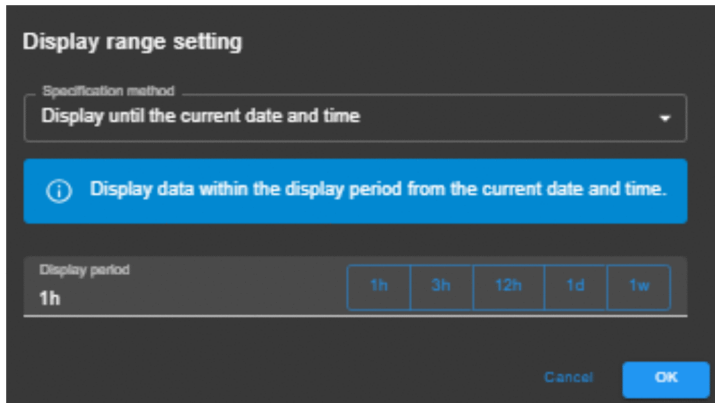 Display range setting
Specification method
Display until the current date and time
Display data within the display period from the current date and time.
Display period
1h
1h 3h 12h 1d 1w
Cancel OK